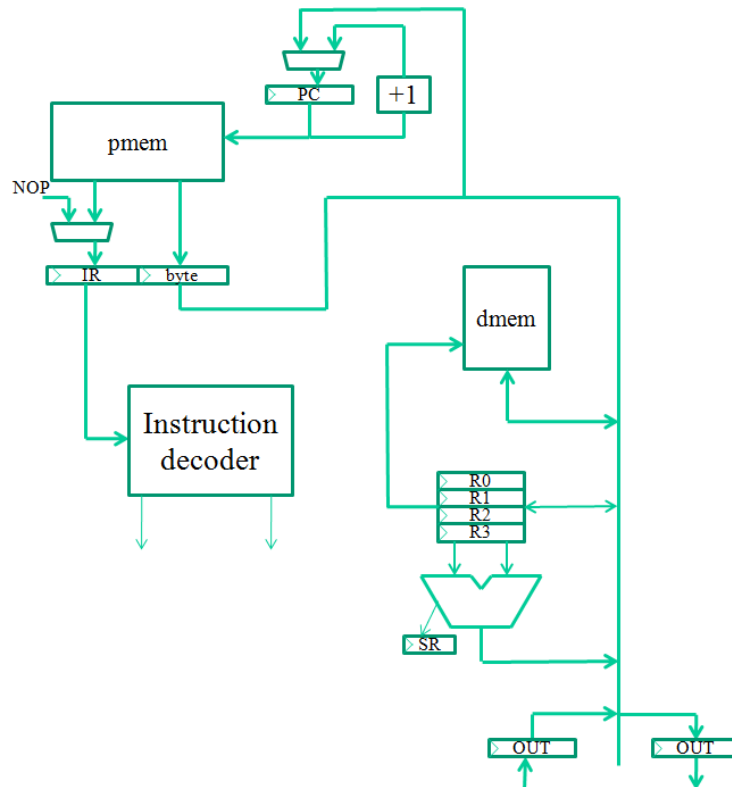 PC
+1
pmem
NOP
IR
byte
dmem
Instruction
decoder
R0
R1
R2
R3
SR
OUT
OUT